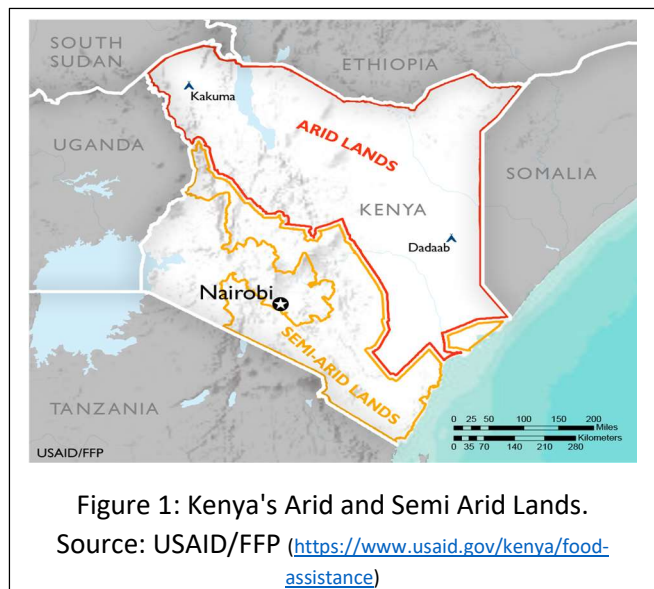 SOUTH
SUDAN
ETHIOPIA
Kakuma
UGANDA
ARID LANDS
SOMALIA
KENYA
Dadaab
Nairobi
SEMI-ARID LANDS
TANZANIA
0 25 50 100 150 200
Miles
Kilometers
0 35 70 140 210 280
USAID/FFP
Figure 1: Kenya's Arid and Semi Arid Lands.
Source: USAID/FFP (https://www.usaid.gov/kenya/food-
assistance)